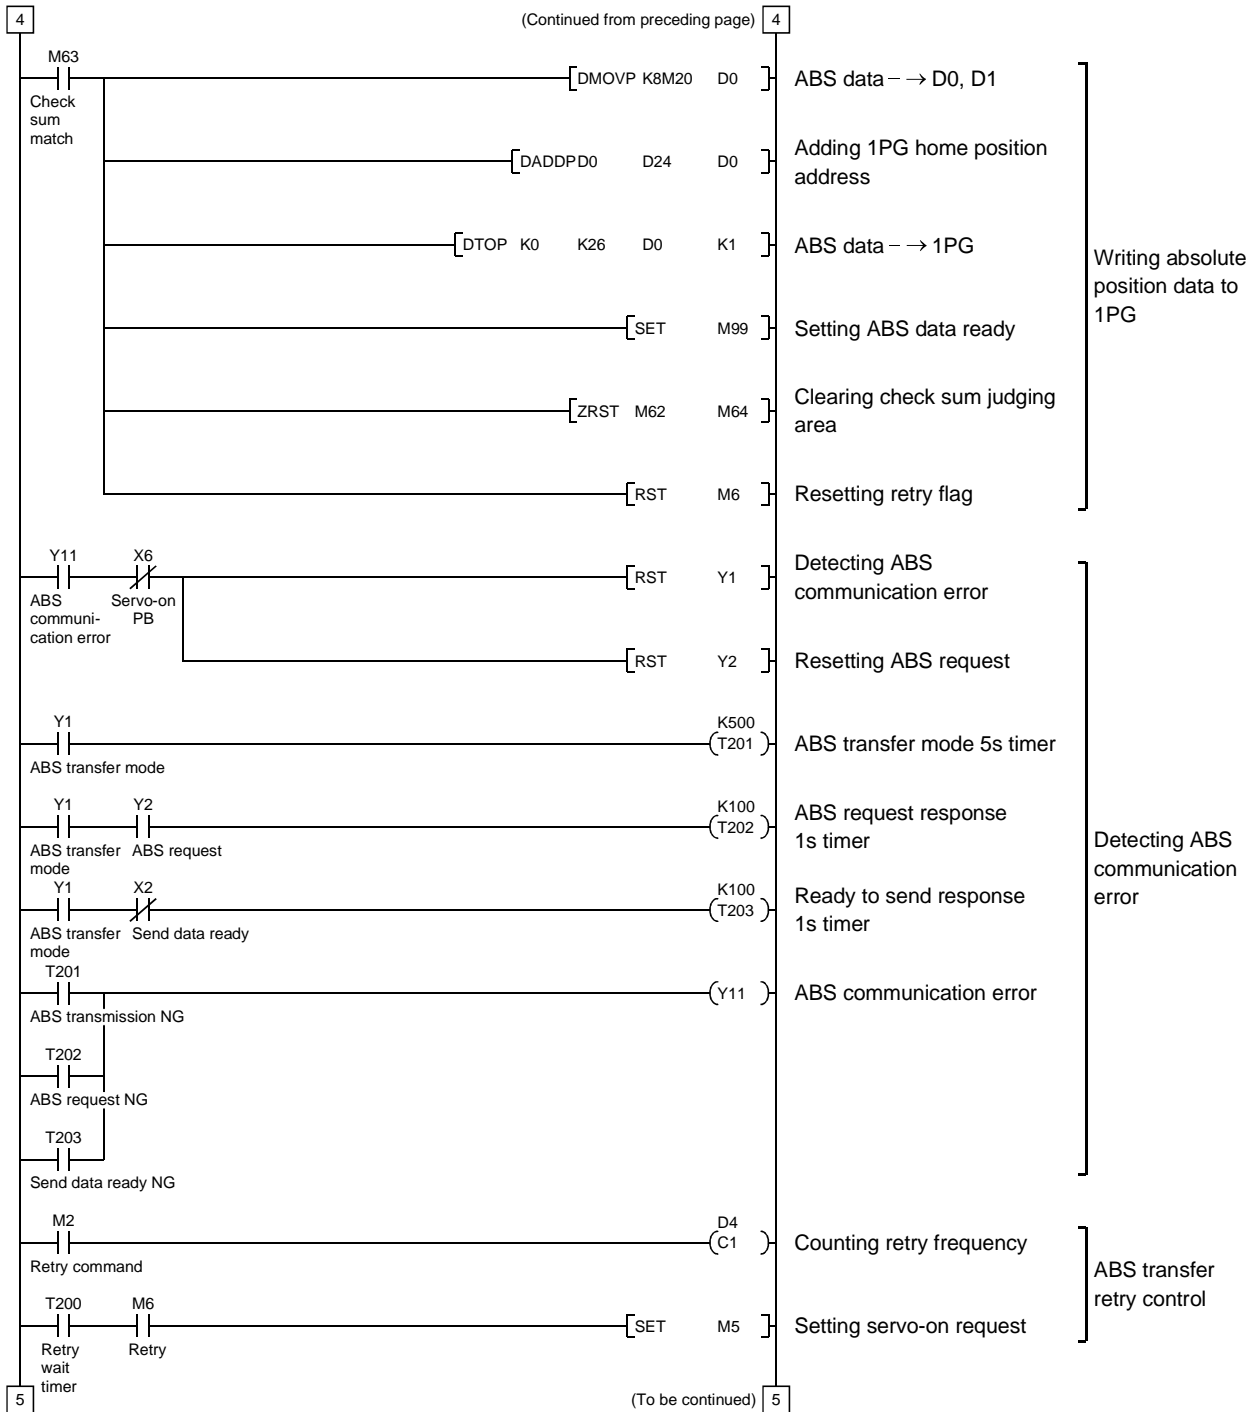 4 (Continued from preceding page) 4
M63
DMOVP K8M20 D0 ABS data – → D0, D1
Check
sum
match
DADDPD0 D24 D0 Adding 1PG home position
address
DTOP K0 K26 D0 K1 ABS data – → 1PG
Writing absolute
position data to
1PG
SET M99 Setting ABS data ready
ZRST M62 M64 Clearing check sum judging
area
RST M6 Resetting retry flag
Y11 X6
RST Y1 Detecting ABS
communication error
ABS
communi-
cation error
Servo-on
PB
RST Y2 Resetting ABS request
Y1 K500
T201 ABS transfer mode 5s timer
ABS transfer mode
Y1 Y2 K100
T202 ABS request response
1s timer
ABS transfer
mode
ABS request
Detecting ABS
communication
error
Y1 X2 K100
T203 Ready to send response
1s timer
ABS transfer
mode
Send data ready
T201
Y11 ABS communication error
ABS transmission NG
T202
ABS request NG
T203
Send data ready NG
M2 D4
C1 Counting retry frequency
Retry command
ABS transfer
retry control
T200 M6
SET M5 Setting servo-on request
Retry
wait
timer
Retry
5 (To be continued) 5